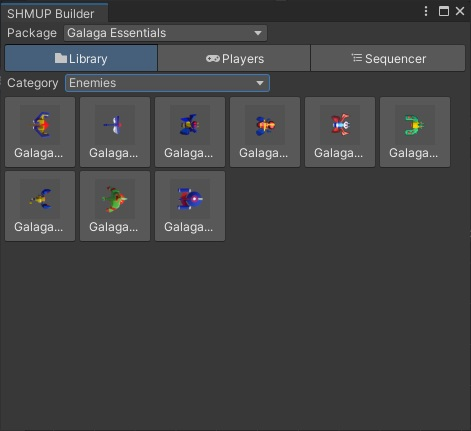 SHMUP Builder
Package Galaga Essentials
Library Players Sequencer
Category Enemies
Galaga... Galaga... Galaga... Galaga... Galaga... Galaga...
Galaga... Galaga... Galaga...